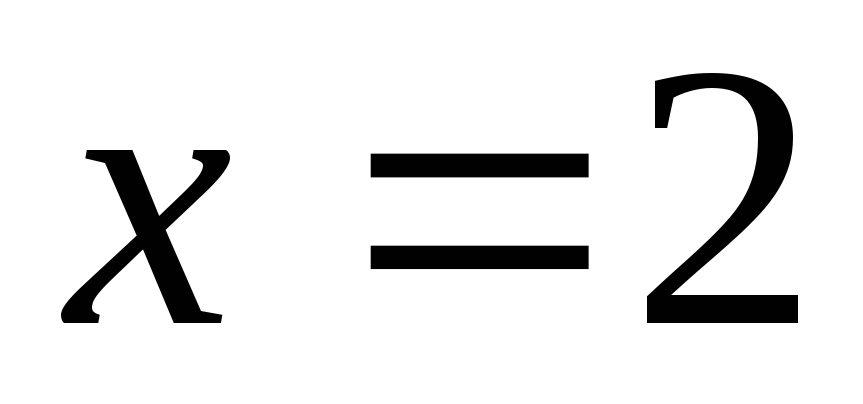 x = 2